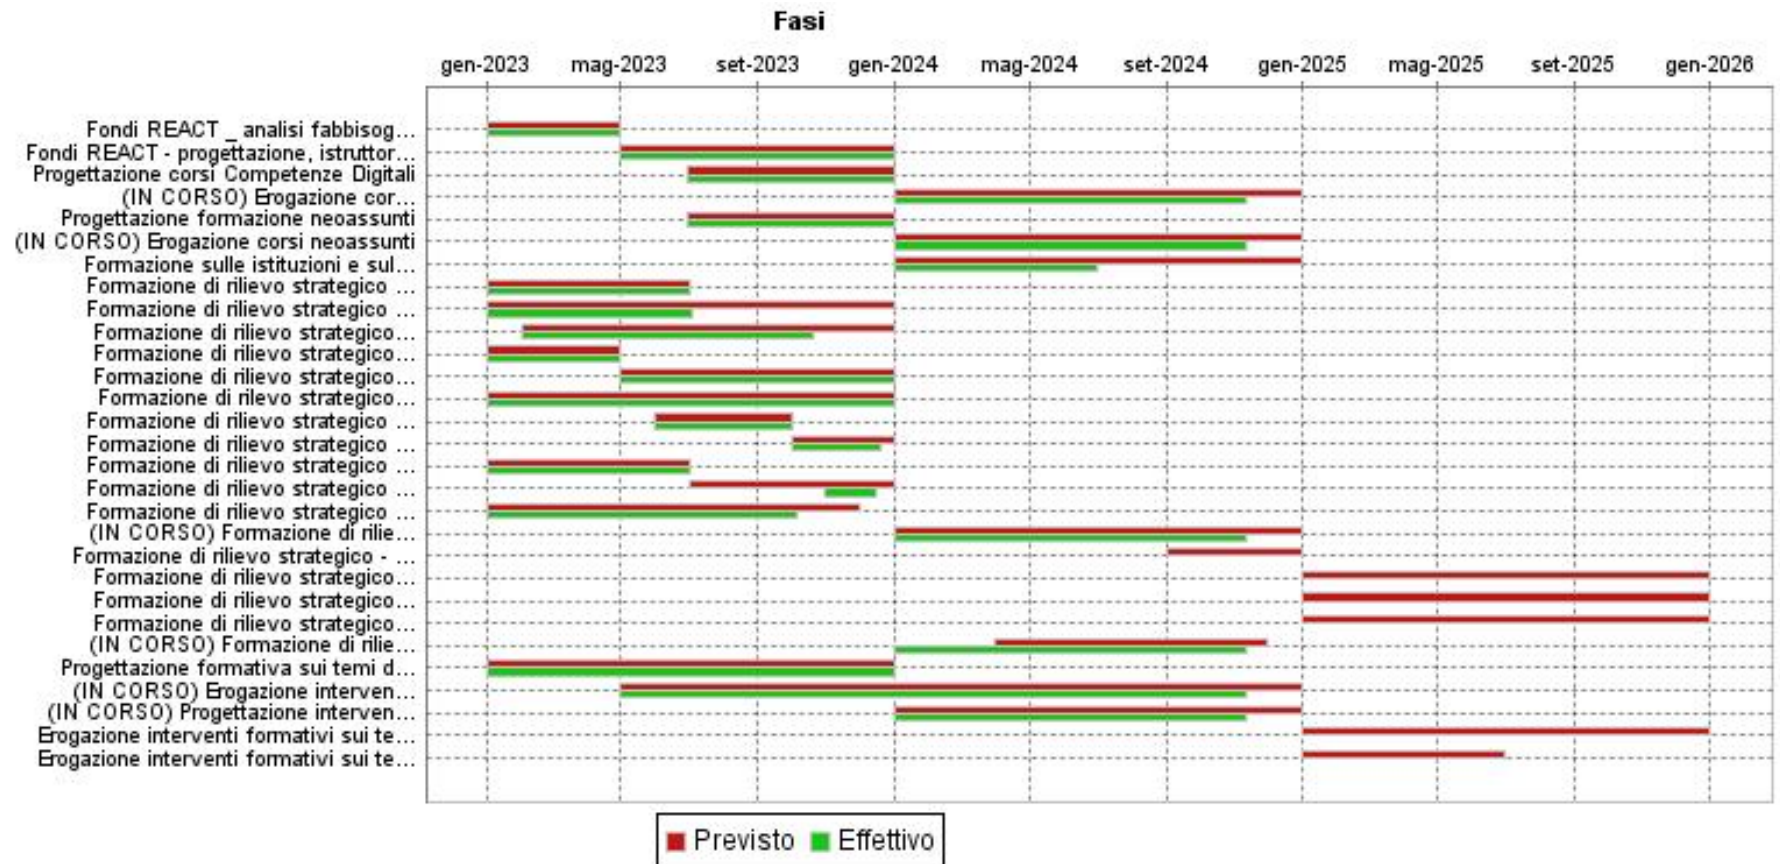 Fasi
gen-2023 mag-2023 set-2023 gen-2024 mag-2024 set-2024 gen-2025 mag-2025 set-2025 gen-2026
Fondi REACT _ analisi fabbisog...
Fondi REACT - progettazione, istruttor...
Progettazione corsi Competenze Digitali
(IN CORSO) Erogazione cor...
Progettazione formazione neoassunti
(IN CORSO) Erogazione corsi neoassunti
Formazione sulle istituzioni e sul...
Formazione di rilievo strategico ...
Formazione di rilievo strategico ...
Formazione di rilievo strategico...
Formazione di rilievo strategico...
Formazione di rilievo strategico...
Formazione di rilievo strategico...
Formazione di rilievo strategico ...
Formazione di rilievo strategico ...
Formazione di rilievo strategico ...
Formazione di rilievo strategico ...
Formazione di rilievo strategico ...
(IN CORSO) Formazione di rilie...
Formazione di rilievo strategico - ...
Formazione di rilievo strategico...
Formazione di rilievo strategico...
Formazione di rilievo strategico...
(IN CORSO) Formazione di rilie...
Progettazione formativa sui temi d...
(IN CORSO) Erogazione interven...
(IN CORSO) Progettazione interven...
Erogazione interventi formativi sui te...
Erogazione interventi formativi sui te...
Previsto Effettivo